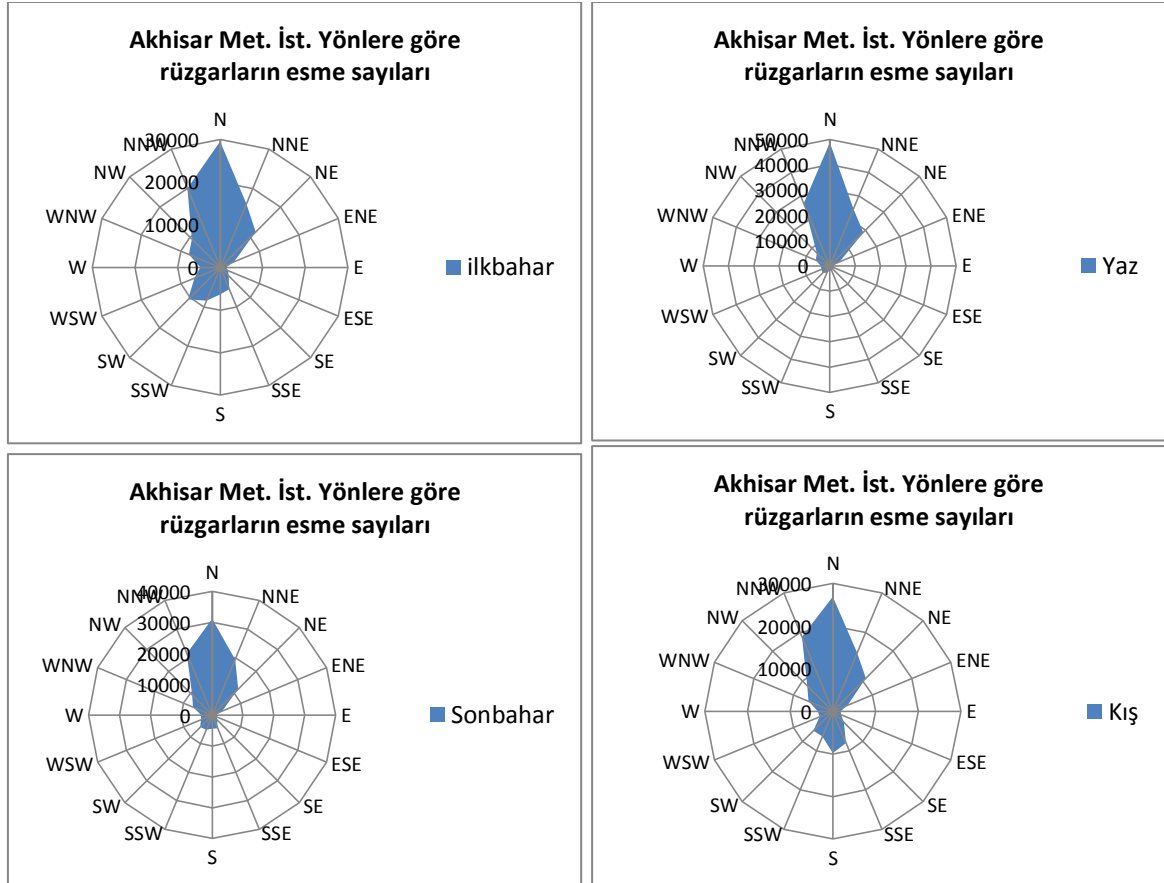 Akhisar Met. İst. Yönlere göre
rüzgarların esme sayıları
N
NNE
NE
ENE
E
ESE
SE
SSE
S
SSW
SW
WSW
W
WNW
NW
NNW
30000
20000
10000
0
ilkbahar
Akhisar Met. İst. Yönlere göre
rüzgarların esme sayıları
N
NNE
NE
ENE
E
ESE
SE
SSE
S
SSW
SW
WSW
W
WNW
NW
NNW
50000
40000
30000
20000
10000
0
Yaz
Akhisar Met. İst. Yönlere göre
rüzgarların esme sayıları
N
NNE
NE
ENE
E
ESE
SE
SSE
S
SSW
SW
WSW
W
WNW
NW
NNW
40000
30000
20000
10000
0
Sonbahar
Akhisar Met. İst. Yönlere göre
rüzgarların esme sayıları
N
NNE
NE
ENE
E
ESE
SE
SSE
S
SSW
SW
WSW
W
WNW
NW
NNW
30000
20000
10000
0
Kış